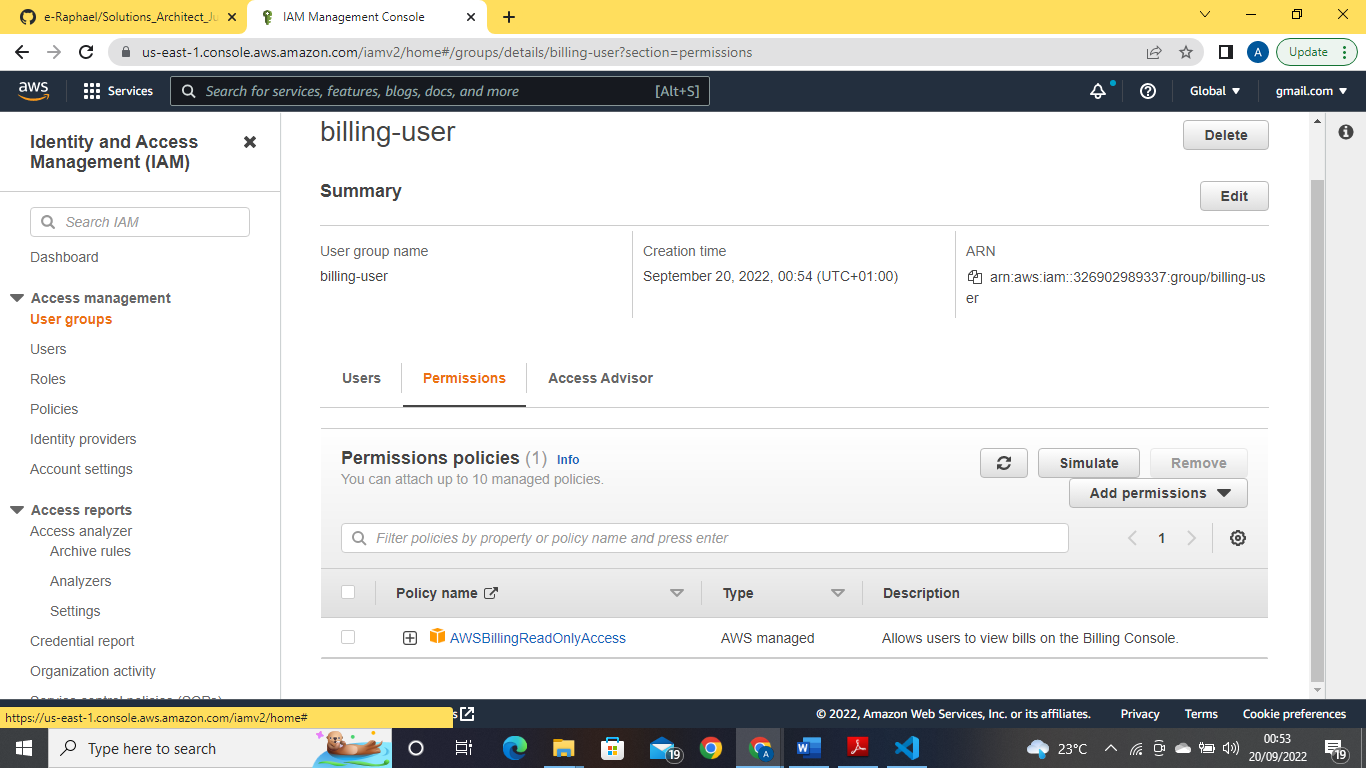 e-Raphael/Solutions_Architect_Ju
IAM Management Console
us-east-1.console.aws.amazon.com/iamv2/home#/groups/details/billing-user?section=permissions
A
Update
aws
Services
Search for services, features, blogs, docs, and more
[Alt+S]
Global
gmail.com
Identity and Access
Management (IAM)
Search IAM
Dashboard
Access management
User groups
Users
Roles
Policies
Identity providers
Account settings
Access reports
Access analyzer
Archive rules
Analyzers
Settings
Credential report
Organization activity
Service control policies (SCPs)
billing-user
Delete
Summary
Edit
User group name
billing-user
Creation time
September 20, 2022, 00:54 (UTC+01:00)
ARN
arn:aws:iam::326902989337:group/billing-us
er
Users
Permissions
Access Advisor
Permissions policies (1)
Info
You can attach up to 10 managed policies.
Simulate
Remove
Add permissions
Filter policies by property or policy name and press enter
1
Policy name
Type
Description
AWSBillingReadOnlyAccess
AWS managed
Allows users to view bills on the Billing Console.
https://us-east-1.console.aws.amazon.com/iamv2/home#
© 2022, Amazon Web Services, Inc. or its affiliates.
Privacy
Terms
Cookie preferences
Type here to search
19
A
23°C
00:53
20/09/2022
19